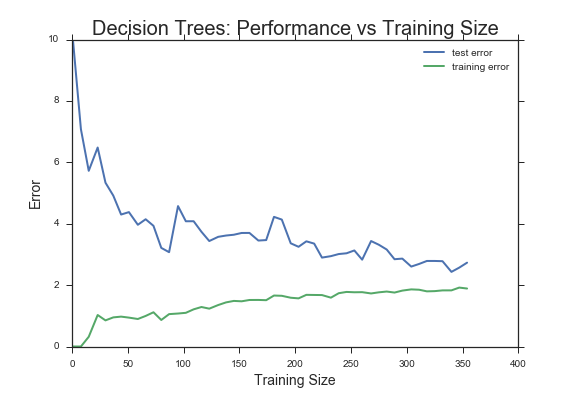 Decision Trees: Performance vs Training Size
10
8
6
4
2
0
Error
test error
training error
0 50 100 150 200 250 300 350 400
Training Size